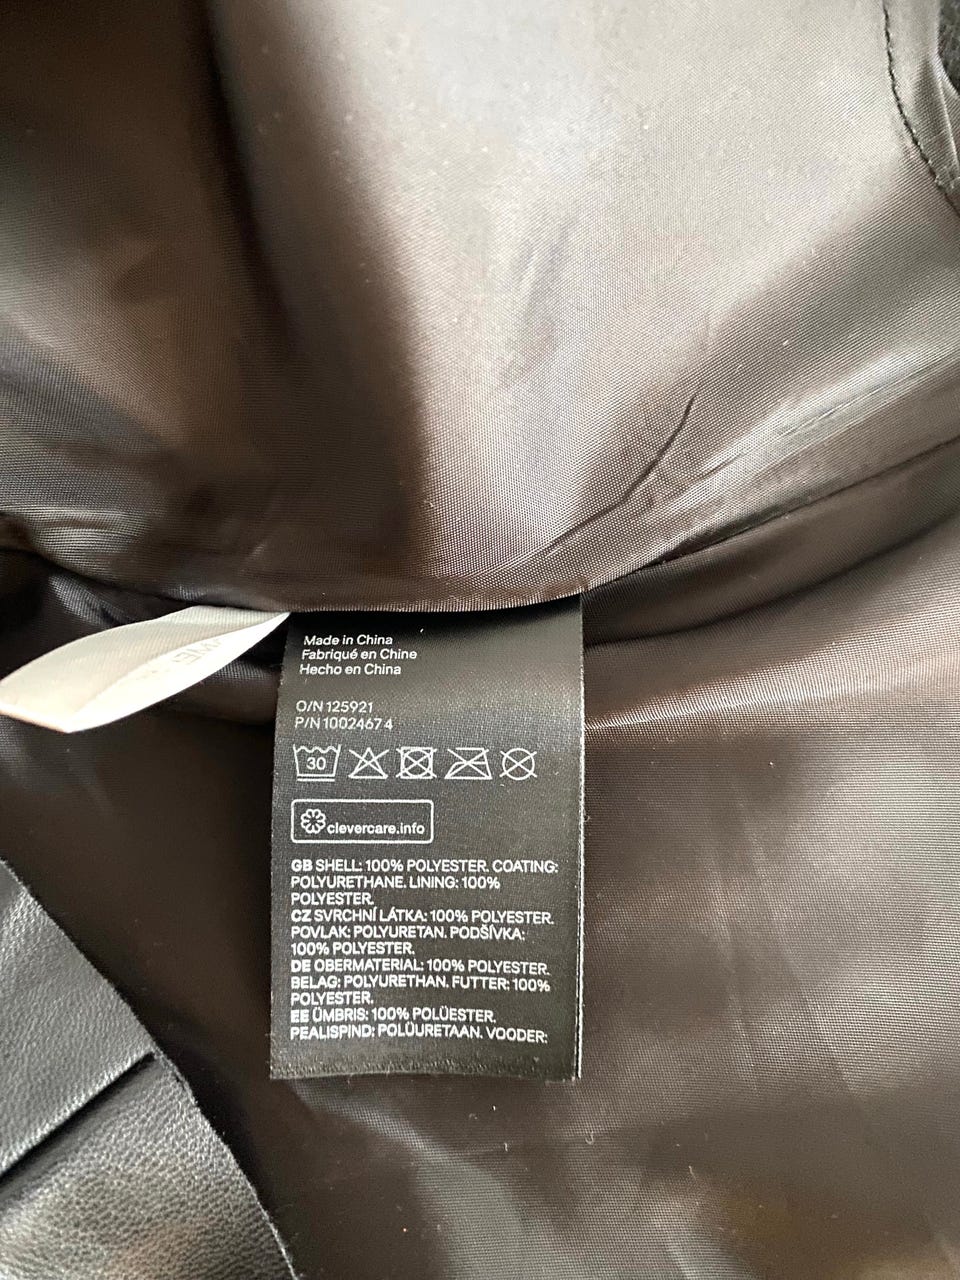 Made in China
Fabriqué en Chine
Hecho en China
O/N 125921
P/N 1002467 4
30
clevercare.info
GB SHELL: 100% POLYESTER. COATING:
POLYURETHANE. LINING: 100%
POLYESTER.
CZ SVRCHNÍ LÁTKA: 100% POLYESTER.
POVLAK: POLYURETAN. PODŠÍVKA:
100% POLYESTER.
DE OBERMATERIAL: 100% POLYESTER.
BELAG: POLYURETHAN. FUTTER: 100%
POLYESTER.
EE ÜMBRIS: 100% POLÜESTER.
PEALISPIND: POLÜURETAAN. VOODER: